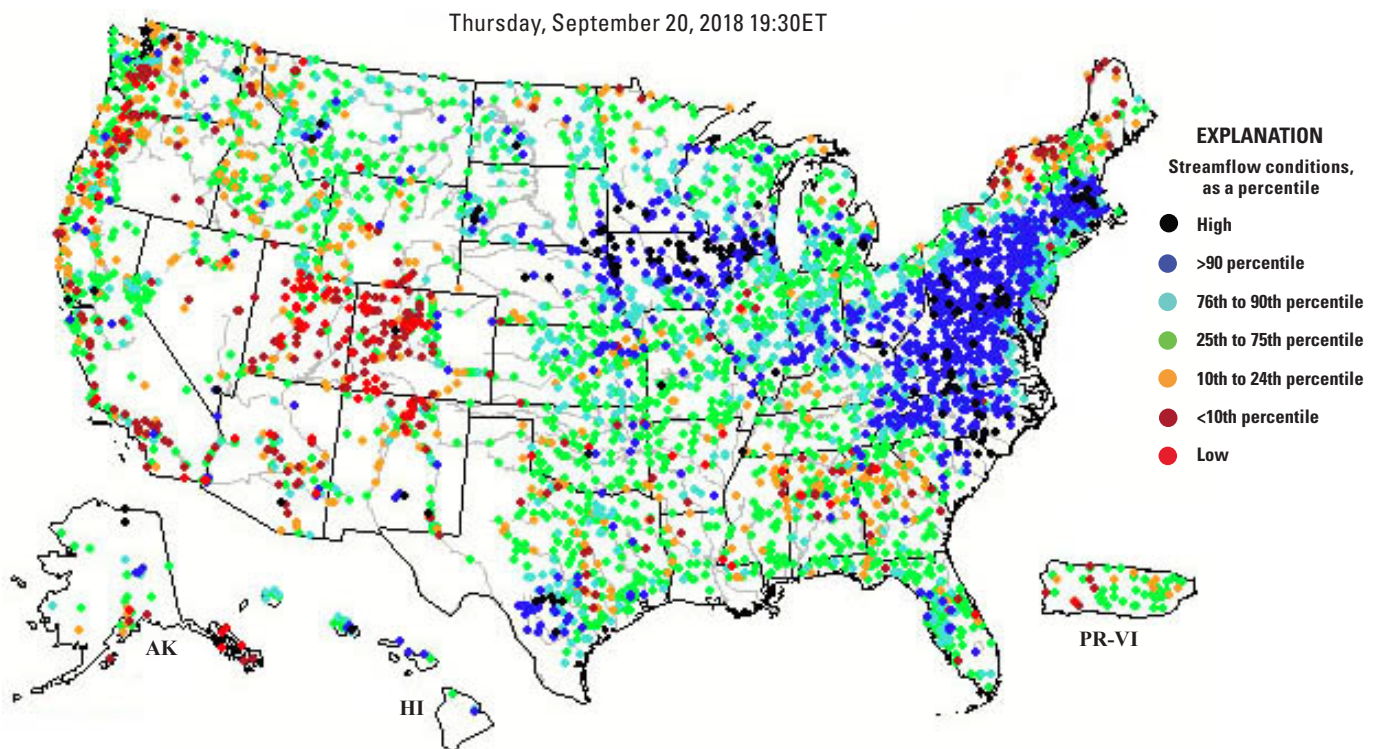 Thursday, September 20, 2018 19:30ET
EXPLANATION
Streamflow conditions,
as a percentile
High
>90 percentile
76th to 90th percentile
25th to 75th percentile
10th to 24th percentile
<10th percentile
Low
AK
HI
PR-VI